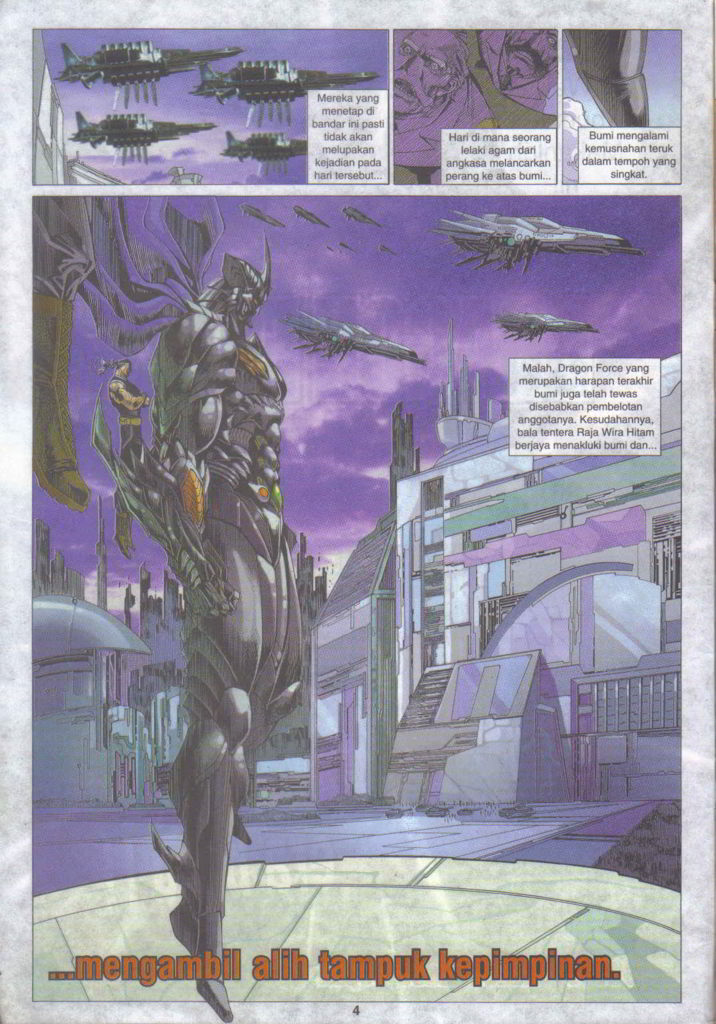 Mereka yang
menetap di
bandar ini pasti
tidak akan
melupakan
kejadian pada
hari tersebut...
Hari di mana seorang
lelaki agam dari
angkasa melancarkan
perang ke atas bumi...
Bumi mengalami
kemusnahan teruk
dalam tempoh yang
singkat.
Malah, Dragon Force yang
merupakan harapan terakhir
bumi juga telah tewas
disebabkan pembelotan
anggotanya. Kesudahannya,
bala tentera Raja Wira Hitam
berjaya menakluki bumi dan...
...mengambil alih tampuk kepimpinan.
4